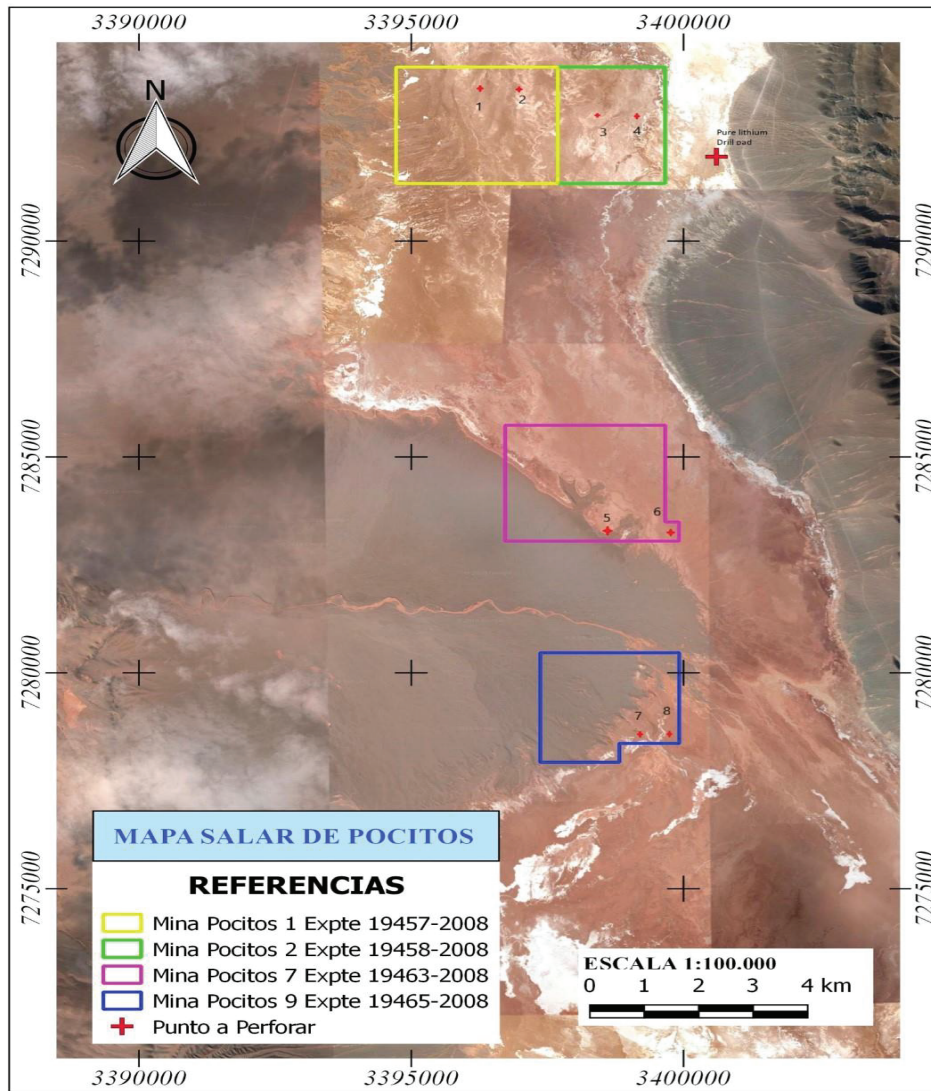 3390000 3395000 3400000
N
1 2
3 4
Pure lithium
Drill pad
7290000 7290000
7285000 7285000
5 6
7280000 7280000
7 8
MAPA SALAR DE POCITOS
REFERENCIAS
Mina Pocitos 1 Expte 19457-2008
Mina Pocitos 2 Expte 19458-2008
Mina Pocitos 7 Expte 19463-2008
Mina Pocitos 9 Expte 19465-2008
Punto a Perforar
7275000 7275000
ESCALA 1:100.000
0 1 2 3 4 km
3390000 3395000 3400000